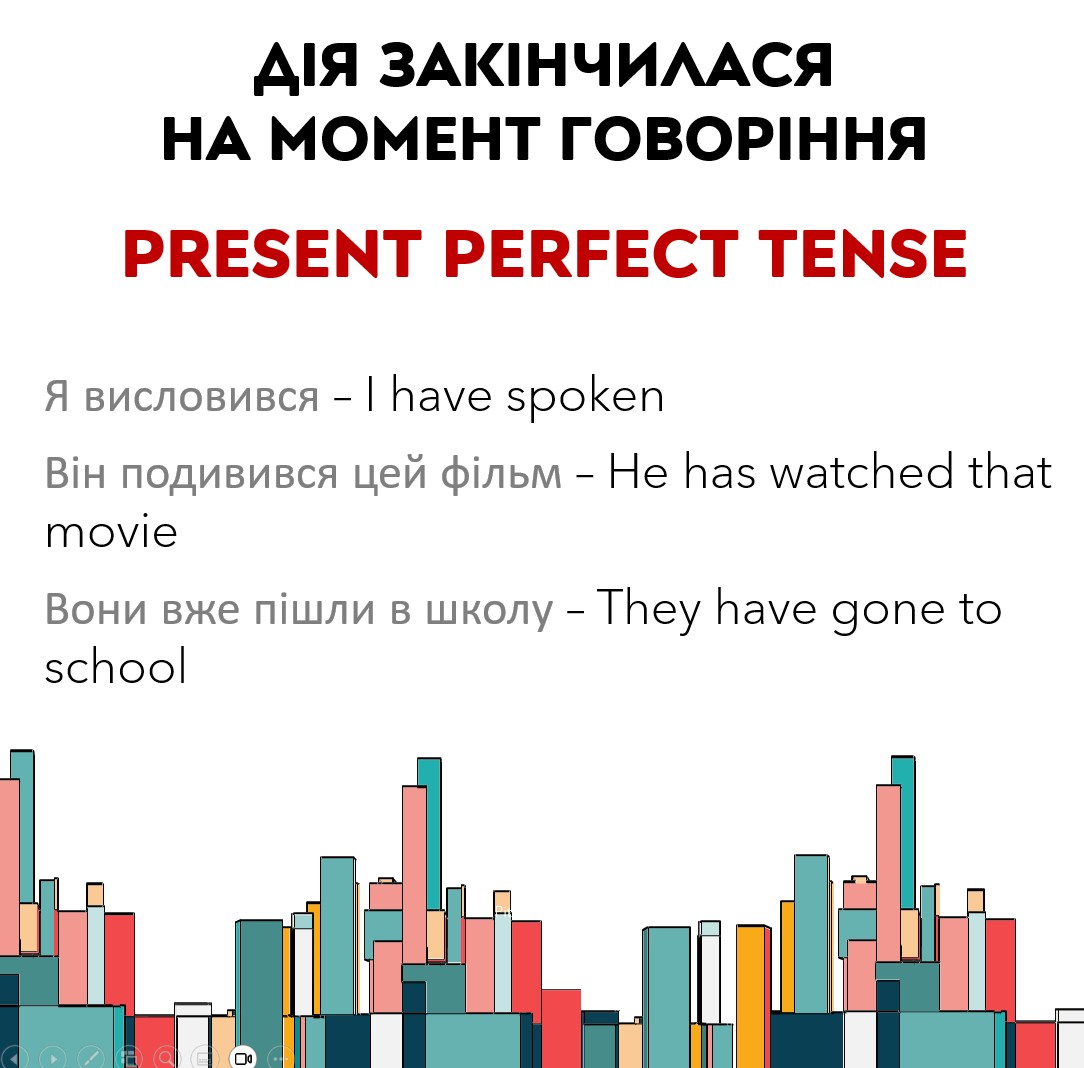 ДІЯ ЗАКІНЧИЛАСЯ
НА МОМЕНТ ГОВОРІННЯ
PRESENT PERFECT TENSE
Я висловився – I have spoken
Він подивився цей фільм – He has watched that
movie
Вони вже пішли в школу – They have gone to
school